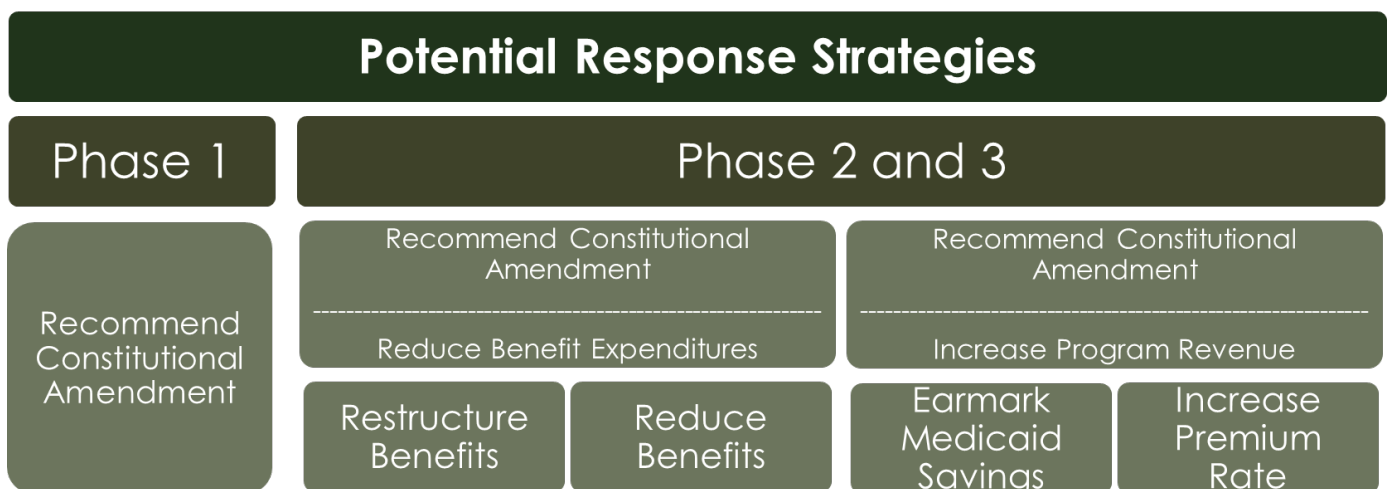 Potential Response Strategies
Phase 1
Phase 2 and 3
Recommend
Constitutional
Amendment
Recommend Constitutional
Amendment
--------------------------------------------------------------
Reduce Benefit Expenditures
Restructure
Benefits
Reduce
Benefits
Recommend Constitutional
Amendment
--------------------------------------------------------------
Increase Program Revenue
Earmark
Medicaid
Savings
Increase
Premium
Rate